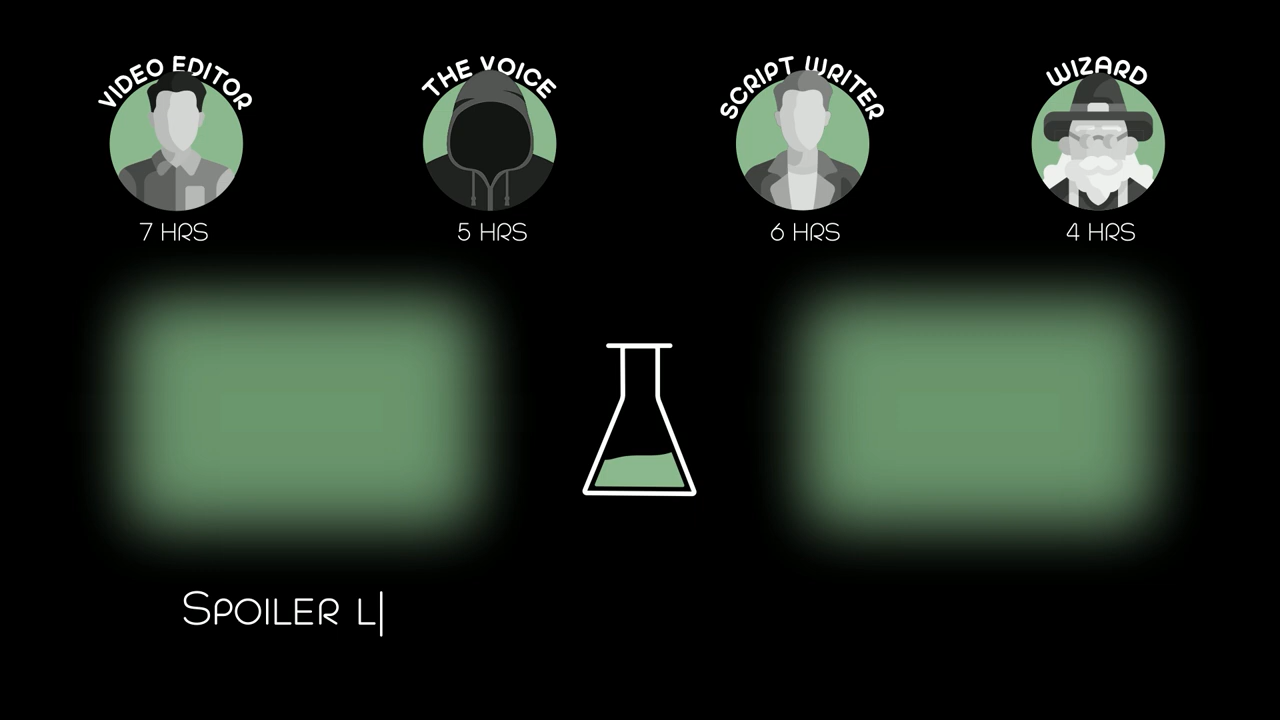 VIDEO EDITOR
THE VOICE
SCRIPT WRITER
WIZARD
7 HRS
5 HRS
6 HRS
4 HRS
SPOILER L